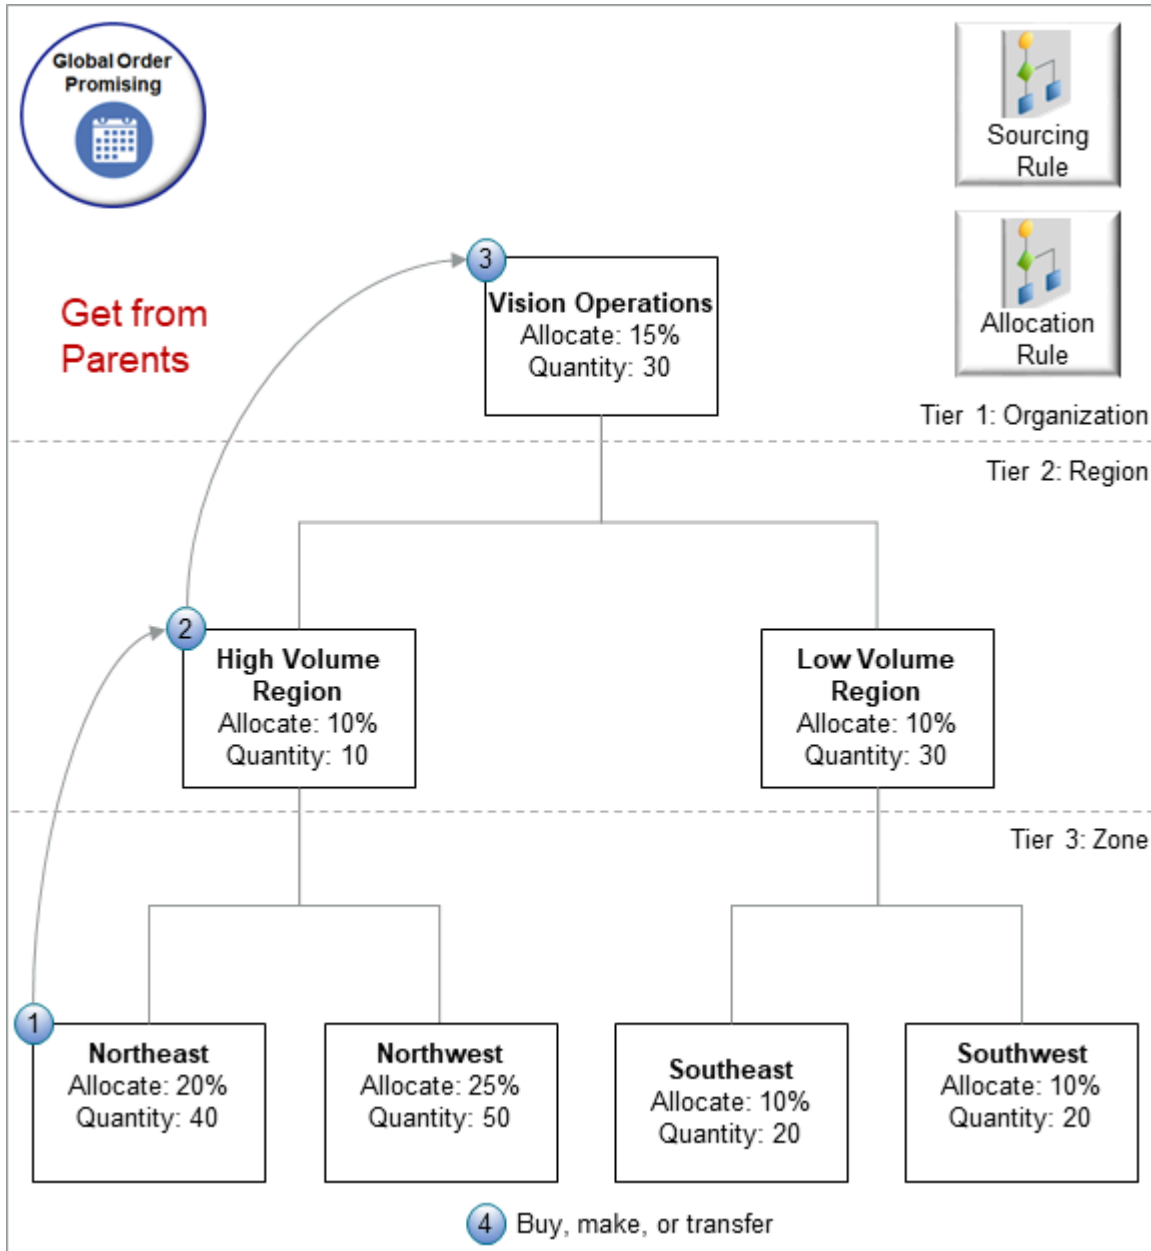 Global Order
Promising
Sourcing
Rule
Allocation
Rule
Get from
Parents
3
Vision Operations
Allocate: 15%
Quantity: 30
Tier 1: Organization
Tier 2: Region
2
High Volume
Region
Allocate: 10%
Quantity: 10
Low Volume
Region
Allocate: 10%
Quantity: 30
Tier 3: Zone
1
Northeast
Allocate: 20%
Quantity: 40
Northwest
Allocate: 25%
Quantity: 50
Southeast
Allocate: 10%
Quantity: 20
Southwest
Allocate: 10%
Quantity: 20
4 Buy, make, or transfer